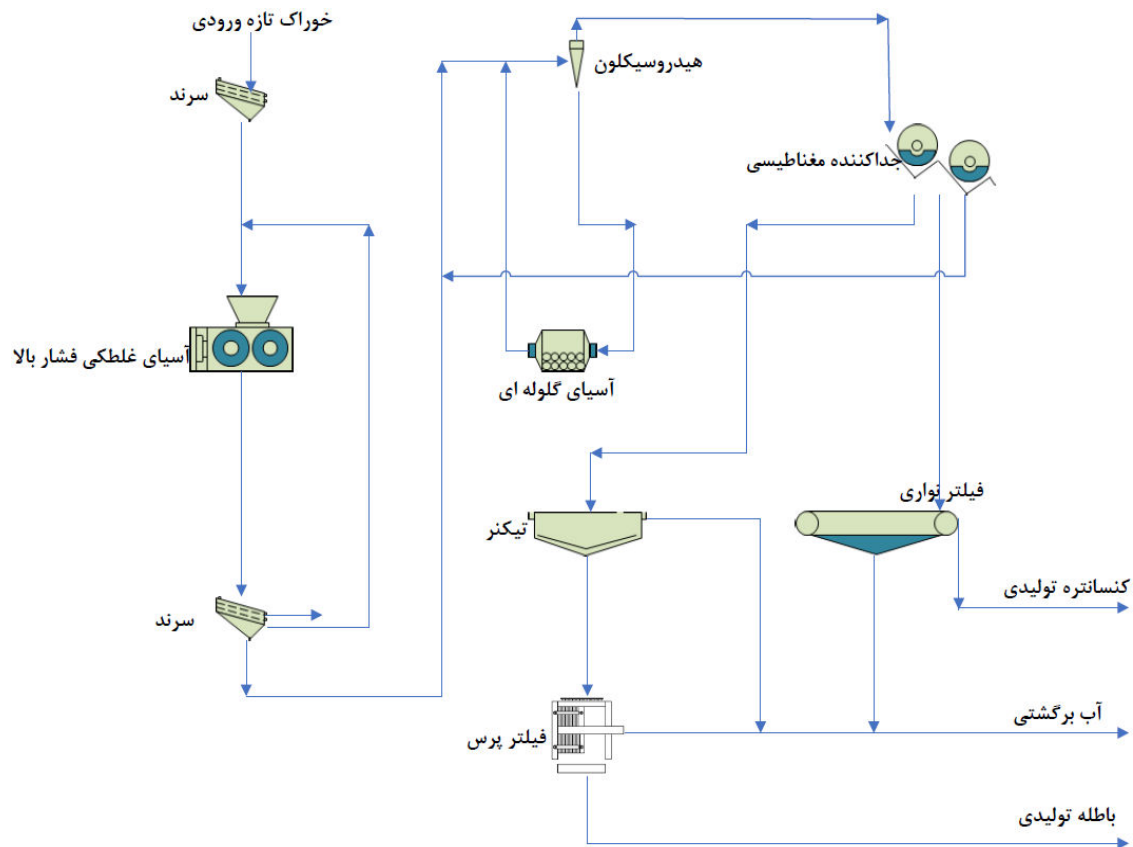 خوراک تازه ورودی
سرند
هیدروسیکلون
جداکننده مغناطیسی
آسیای غلطکی فشار بالا
آسیای گلوله ای
فیلتر نواری
تیکنر
کنسانتره تولیدی
سرند
آب برگشتی
فیلتر پرس
باطله تولیدی